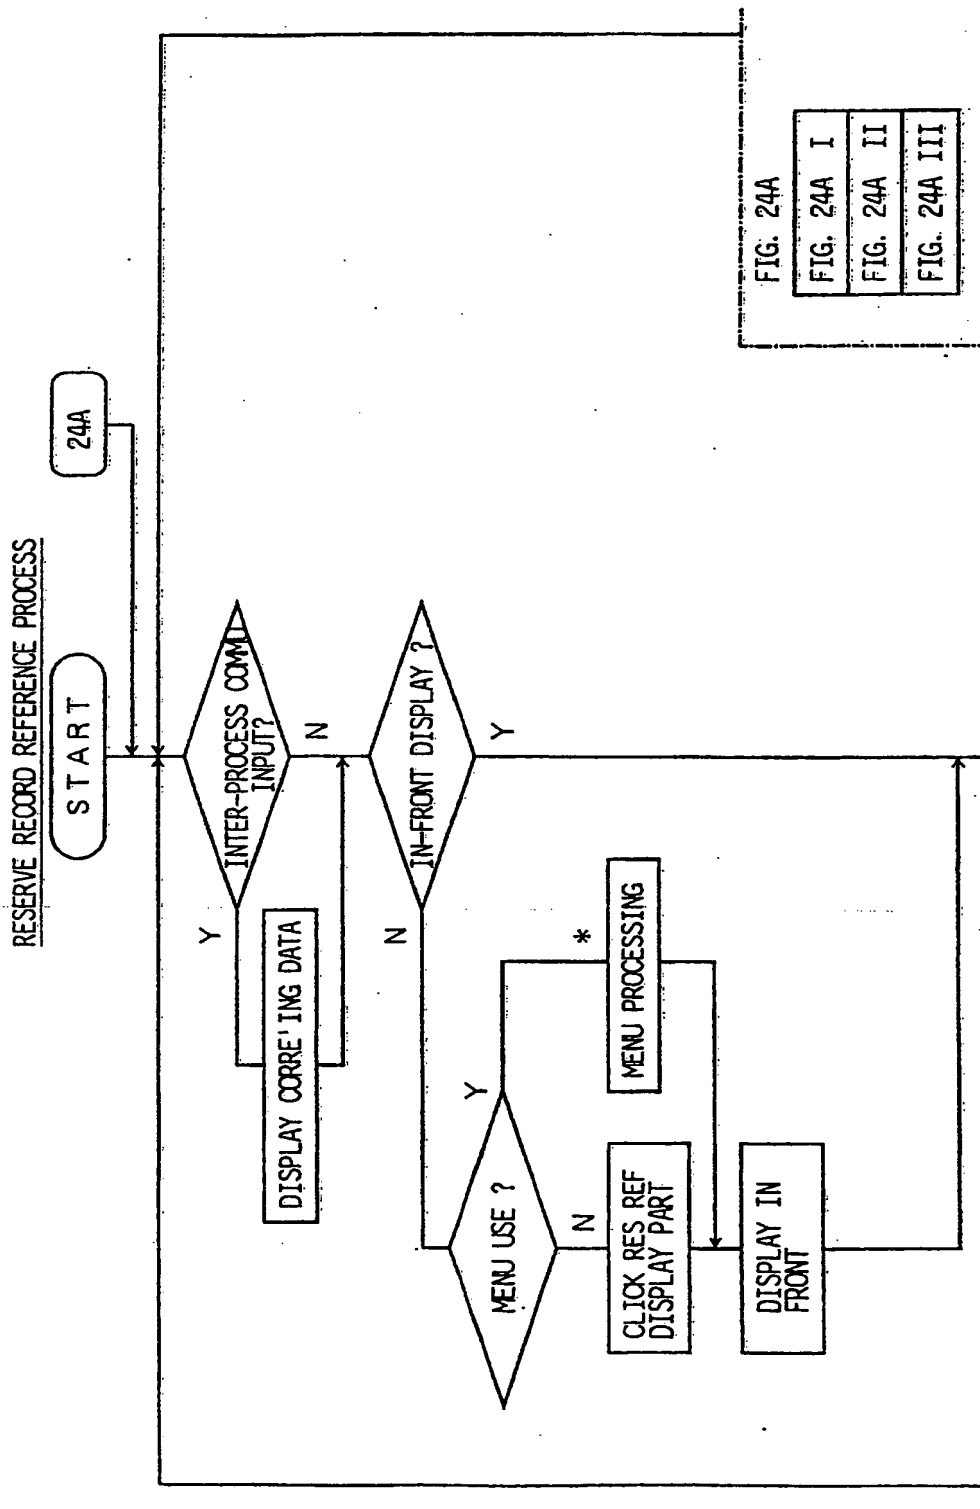 RESERVE RECORD REFERENCE PROCESS
START
24A
INTER-PROCESS COMMU
INPUT?
Y
N
DISPLAY CORRE'ING DATA
IN-FRONT DISPLAY ?
N
Y
MENU USE ?
Y
N
*
MENU PROCESSING
CLICK RES REF
DISPLAY PART
DISPLAY IN
FRONT
FIG. 24A
FIG. 24A I
FIG. 24A II
FIG. 24A III